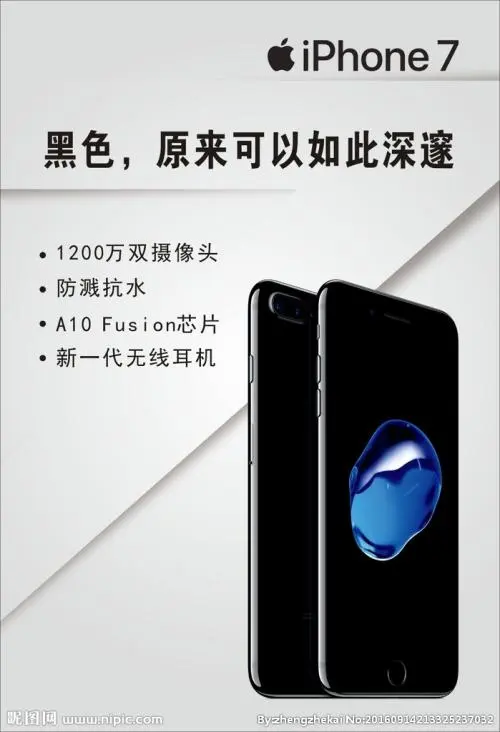 iPhone 7
黑色，原来可以如此深邃
• 1200万双摄像头
• 防溅抗水
• A10 Fusion芯片
• 新一代无线耳机
昵图网 www.nipic.com
By:zhengzhekai No:20160914213325237032